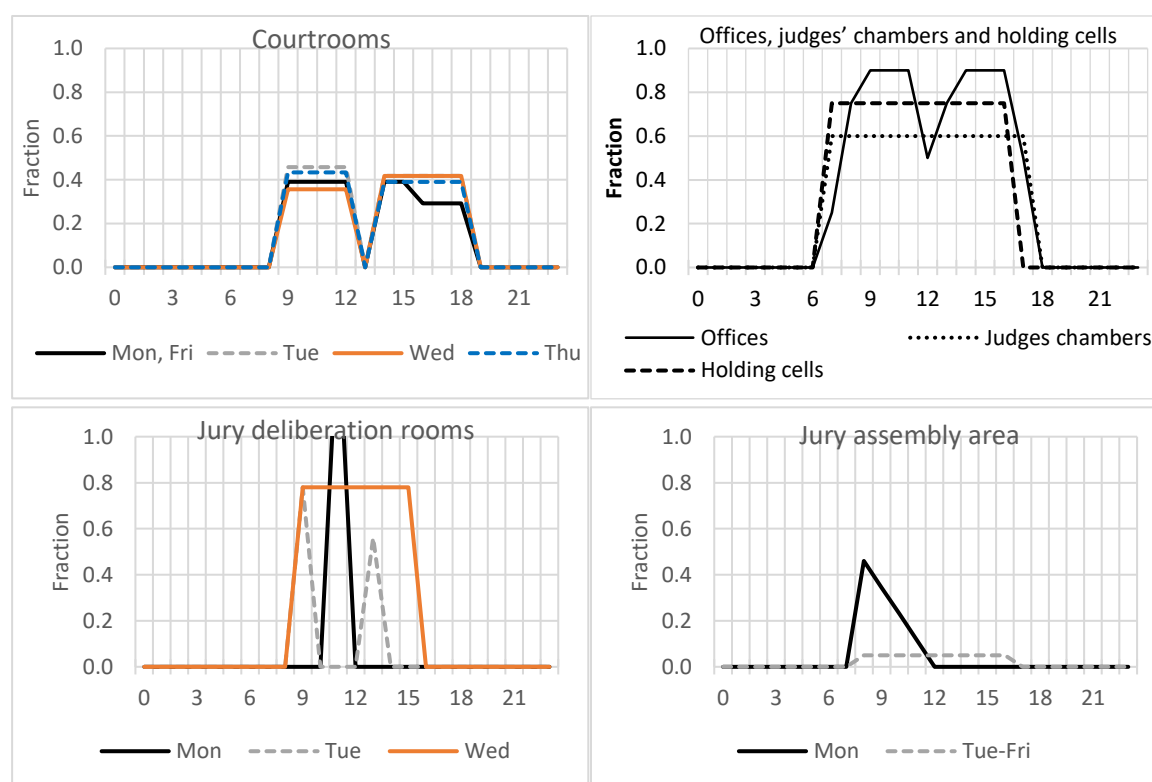 Courtrooms
1.0
0.8
0.6
0.4
0.2
0.0
Fraction
0 3 6 9 12 15 18 21
Mon, Fri Tue Wed Thu
Offices, judges’ chambers and holding cells
1.0
0.8
0.6
0.4
0.2
0.0
Fraction
0 3 6 9 12 15 18 21
Offices Judges chambers
Holding cells
Jury deliberation rooms
1.0
0.8
0.6
0.4
0.2
0.0
Fraction
0 3 6 9 12 15 18 21
Mon Tue Wed
Jury assembly area
1.0
0.8
0.6
0.4
0.2
0.0
Fraction
0 3 6 9 12 15 18 21
Mon Tue-Fri